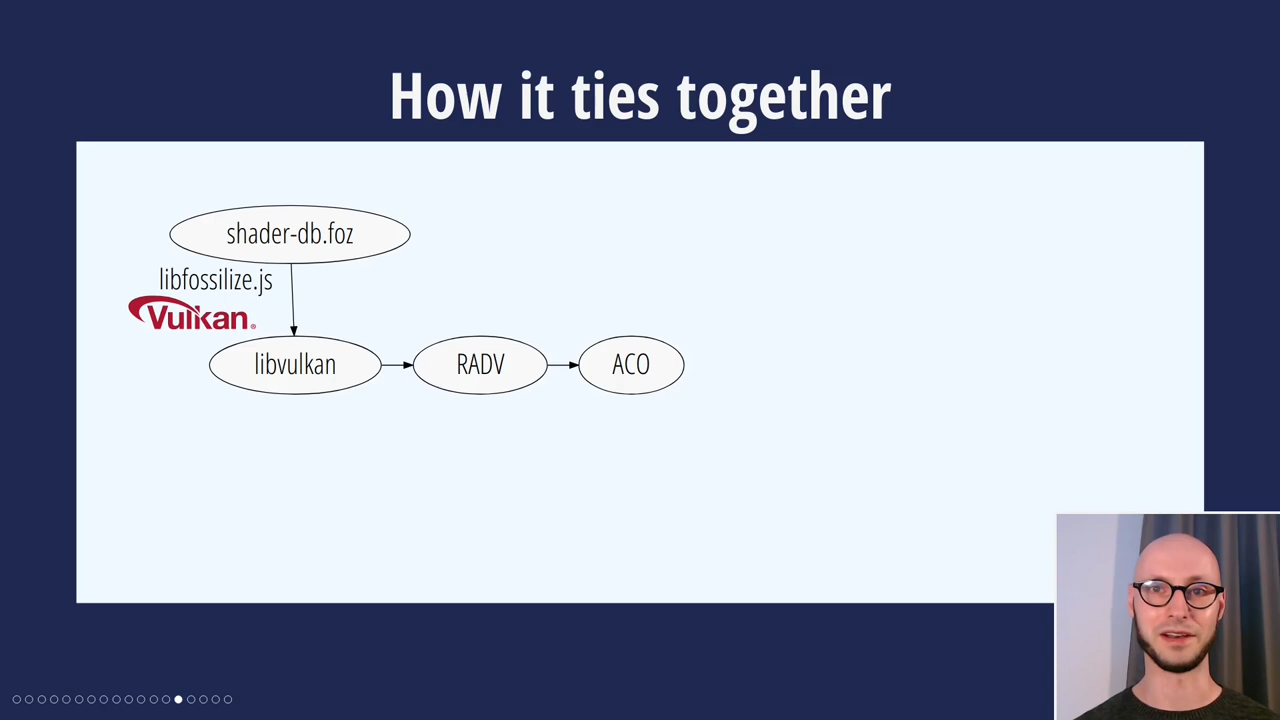 How it ties together
shader-db.foz
libfossilize.js
Vulkan®
libvulkan
RADV
ACO